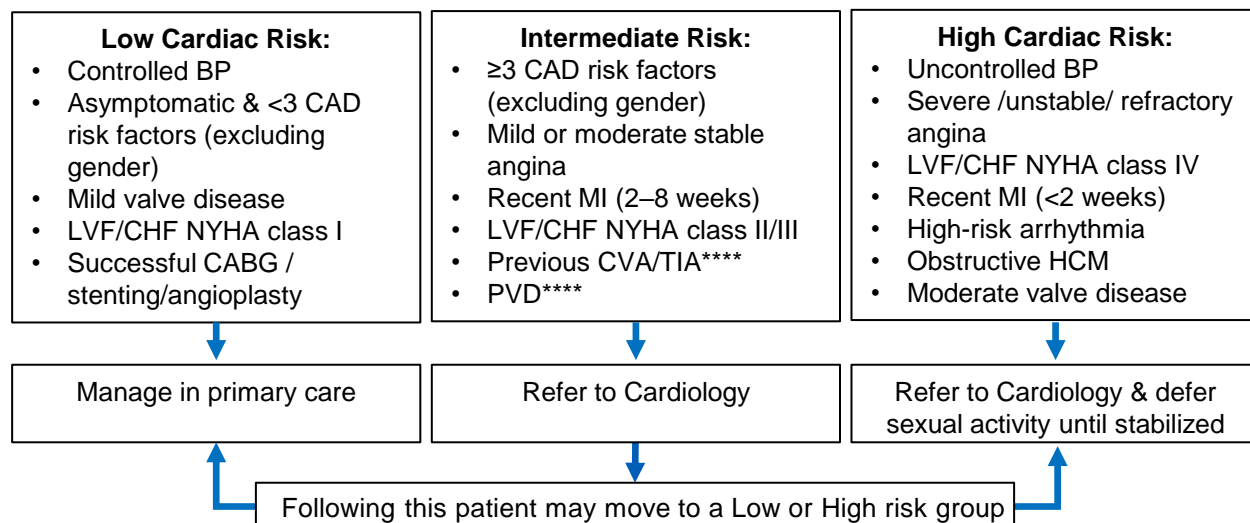 Low Cardiac Risk:
• Controlled BP
• Asymptomatic & <3 CAD
risk factors (excluding
gender)
• Mild valve disease
• LVF/CHF NYHA class I
• Successful CABG /
stenting/angioplasty
Intermediate Risk:
• ≥3 CAD risk factors
(excluding gender)
• Mild or moderate stable
angina
• Recent MI (2–8 weeks)
• LVF/CHF NYHA class II/III
• Previous CVA/TIA****
• PVD****
High Cardiac Risk:
• Uncontrolled BP
• Severe /unstable/ refractory
angina
• LVF/CHF NYHA class IV
• Recent MI (<2 weeks)
• High-risk arrhythmia
• Obstructive HCM
• Moderate valve disease
Manage in primary care
Refer to Cardiology
Refer to Cardiology & defer
sexual activity until stabilized
Following this patient may move to a Low or High risk group